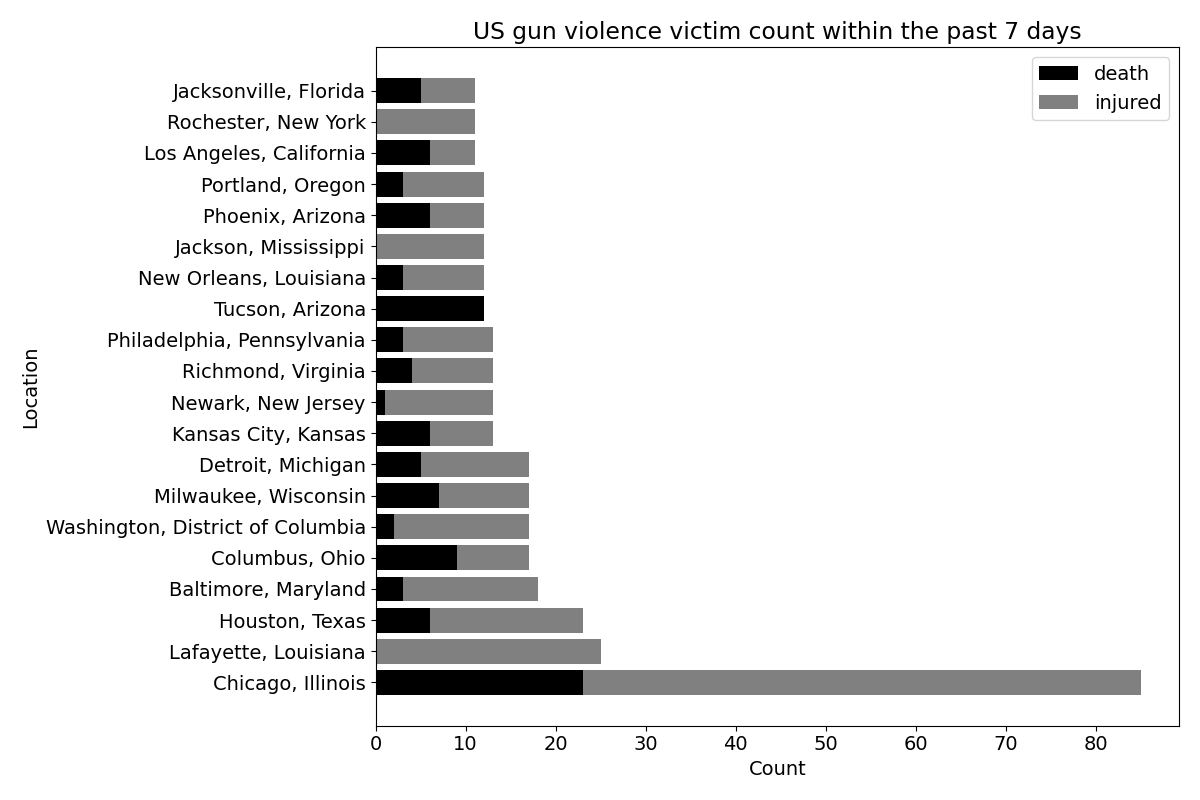 US gun violence victim count within the past 7 days
death
injured
Jacksonville, Florida
Rochester, New York
Los Angeles, California
Portland, Oregon
Phoenix, Arizona
Jackson, Mississippi
New Orleans, Louisiana
Tucson, Arizona
Philadelphia, Pennsylvania
Richmond, Virginia
Newark, New Jersey
Kansas City, Kansas
Detroit, Michigan
Milwaukee, Wisconsin
Washington, District of Columbia
Columbus, Ohio
Baltimore, Maryland
Houston, Texas
Lafayette, Louisiana
Chicago, Illinois
Location
0 10 20 30 40 50 60 70 80
Count